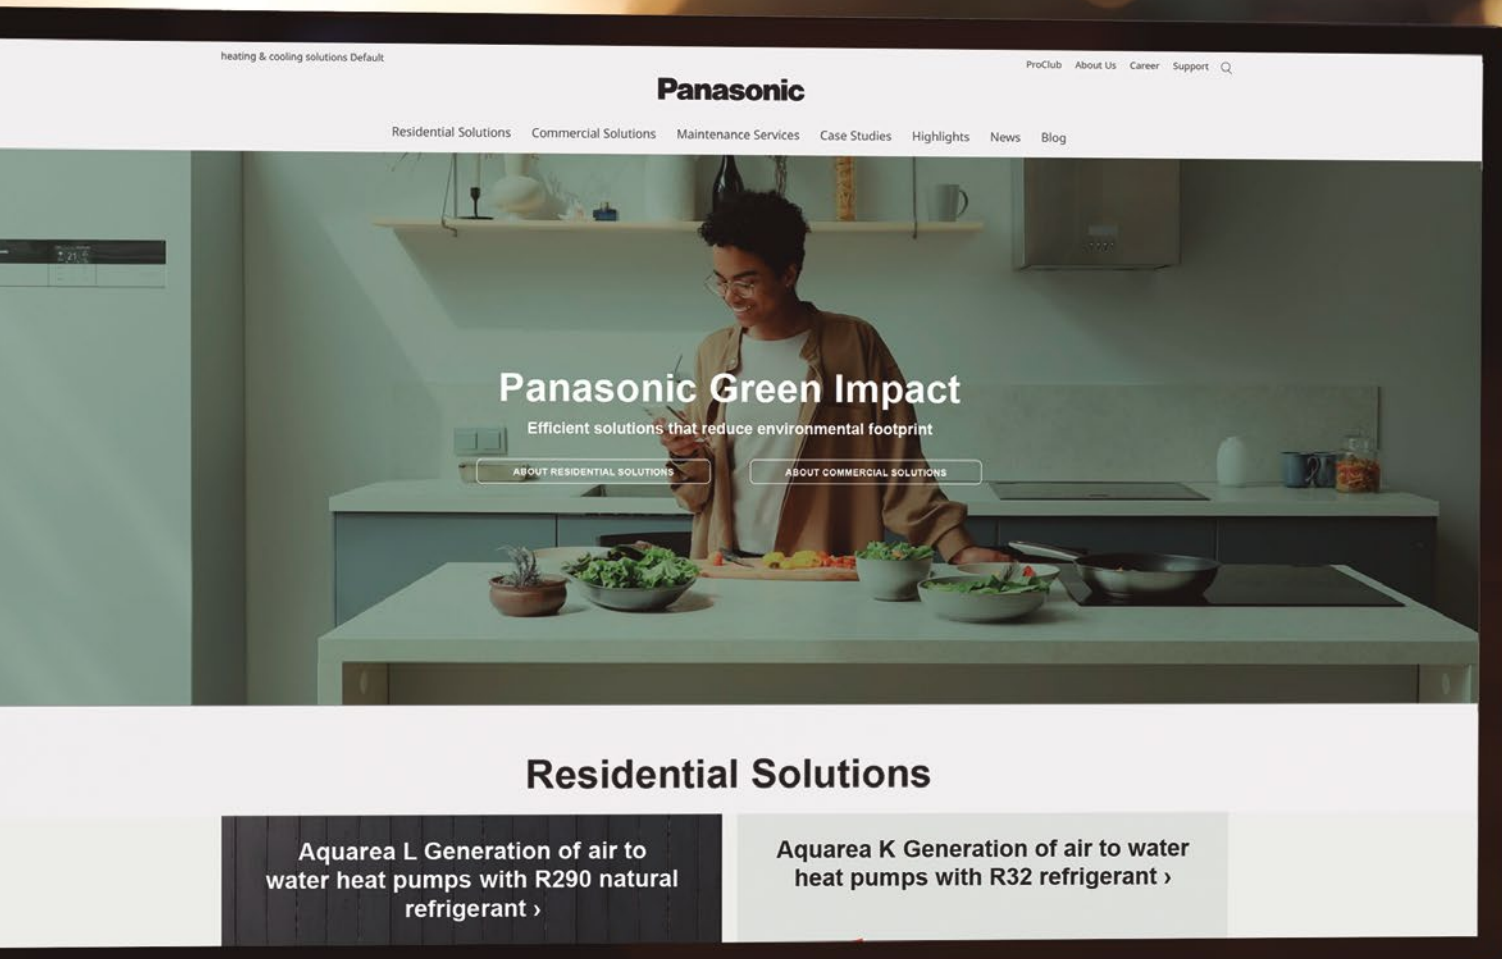 heating & cooling solutions Default
ProClub About Us Career Support
Panasonic
Residential Solutions Commercial Solutions Maintenance Services Case Studies Highlights News Blog
Panasonic Green Impact
Efficient solutions that reduce environmental footprint
ABOUT RESIDENTIAL SOLUTIONS ABOUT COMMERCIAL SOLUTIONS
Residential Solutions
Aquarea L Generation of air to
water heat pumps with R290 natural
refrigerant ›
Aquarea K Generation of air to water
heat pumps with R32 refrigerant ›